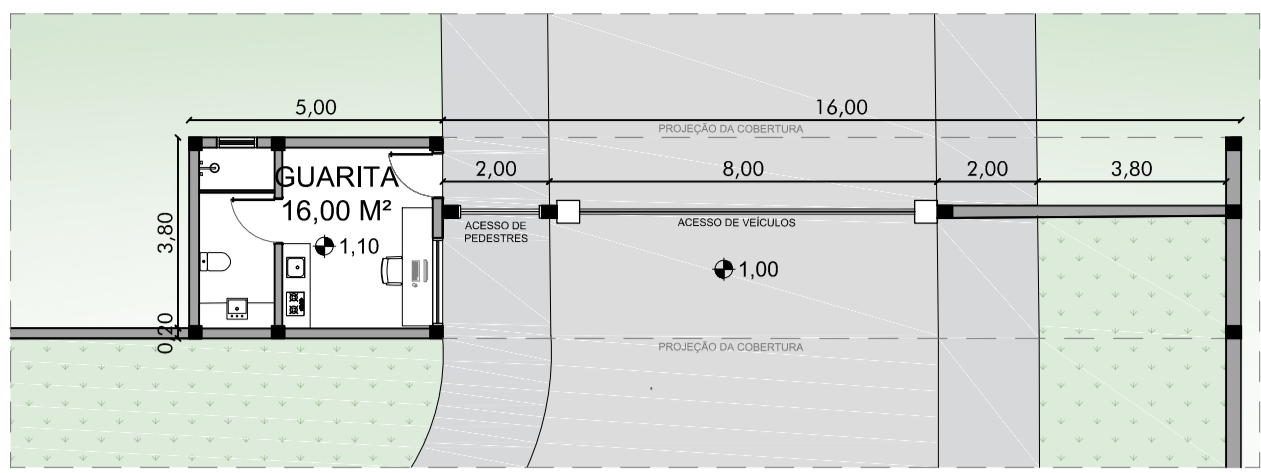 5,00
16,00
PROJEÇÃO DA COBERTURA
2,00
8,00
2,00
3,80
GUARITA
16,00 M²
1,10
3,80
0,20
ACESSO DE
PEDESTRES
ACESSO DE VEÍCULOS
1,00
PROJEÇÃO DA COBERTURA